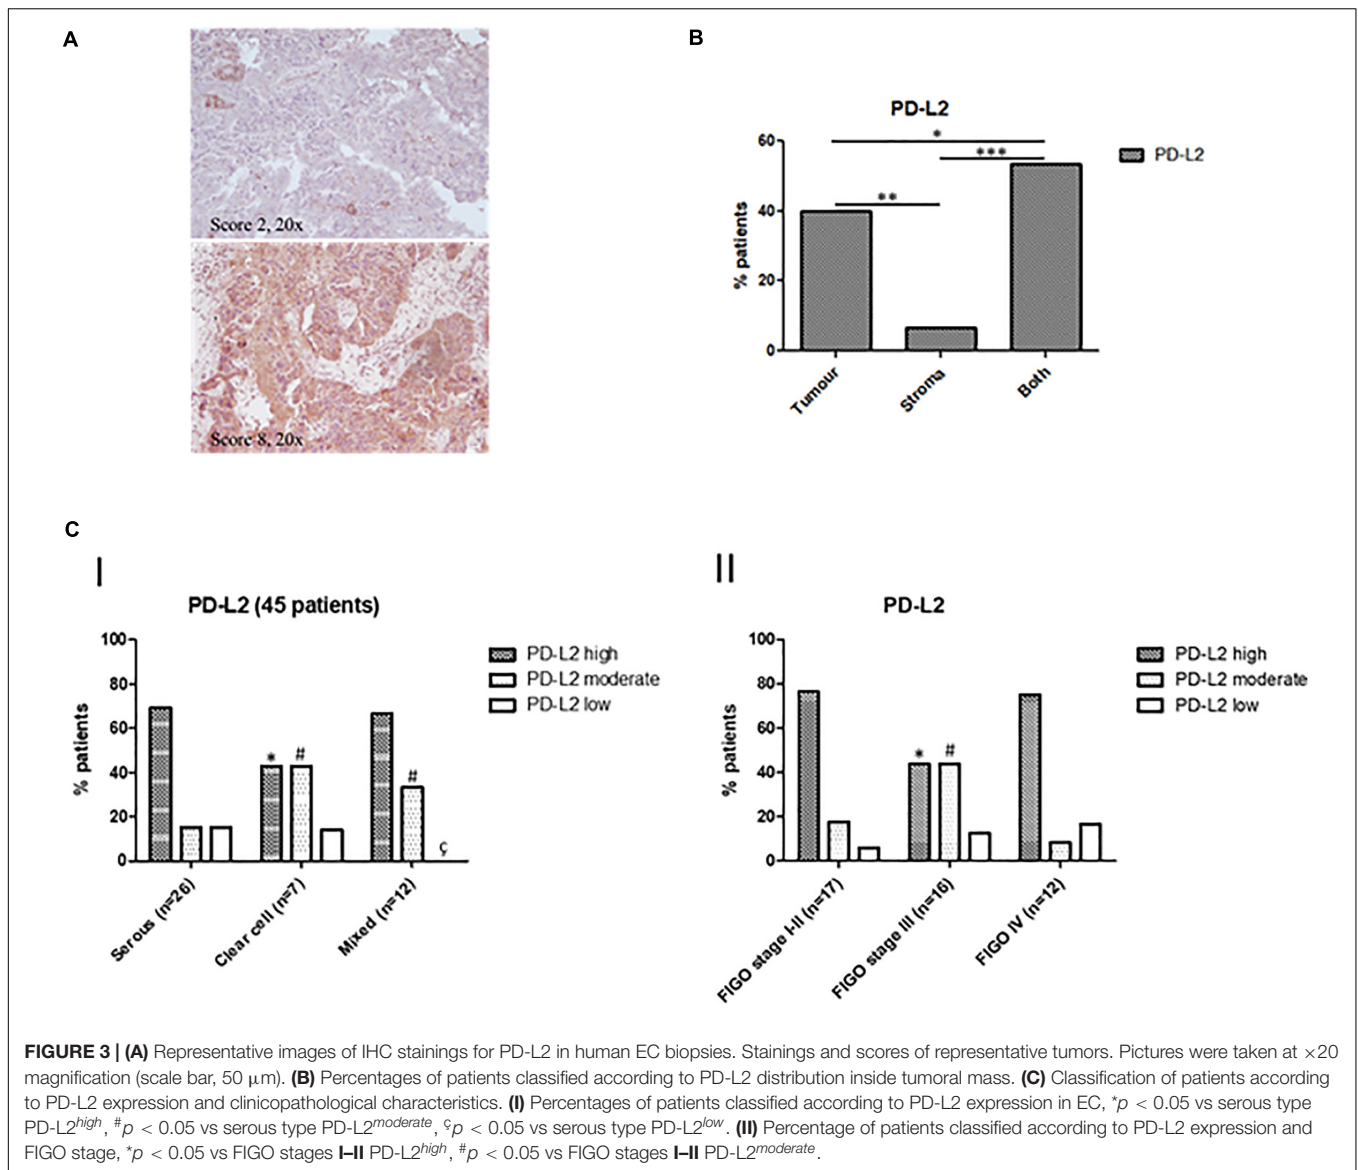 A
Score 2, 20x
Score 8, 20x
B
PD-L2
60
40
20
0
% patients
*
***
**
Tumour
Stroma
Both
PD-L2
C
I
PD-L2 (45 patients)
100
80
60
40
20
0
% patients
*
#
#
ç
Serous (n=26)
Clear cell (n=7)
Mixed (n=12)
PD-L2 high
PD-L2 moderate
PD-L2 low
II
PD-L2
100
80
60
40
20
0
% patients
*
#
FIGO stage I-II (n=17)
FIGO stage III (n=16)
FIGO IV (n=12)
PD-L2 high
PD-L2 moderate
PD-L2 low
FIGURE 3 | (A) Representative images of IHC stainings for PD-L2 in human EC biopsies. Stainings and scores of representative tumors. Pictures were taken at ×20
magnification (scale bar, 50 μm). (B) Percentages of patients classified according to PD-L2 distribution inside tumoral mass. (C) Classification of patients according
to PD-L2 expression and clinicopathological characteristics. (I) Percentages of patients classified according to PD-L2 expression in EC, *p < 0.05 vs serous type
PD-L2high, #p < 0.05 vs serous type PD-L2moderate, çp < 0.05 vs serous type PD-L2low. (II) Percentage of patients classified according to PD-L2 expression and
FIGO stage, *p < 0.05 vs FIGO stages I–II PD-L2high, #p < 0.05 vs FIGO stages I–II PD-L2moderate.